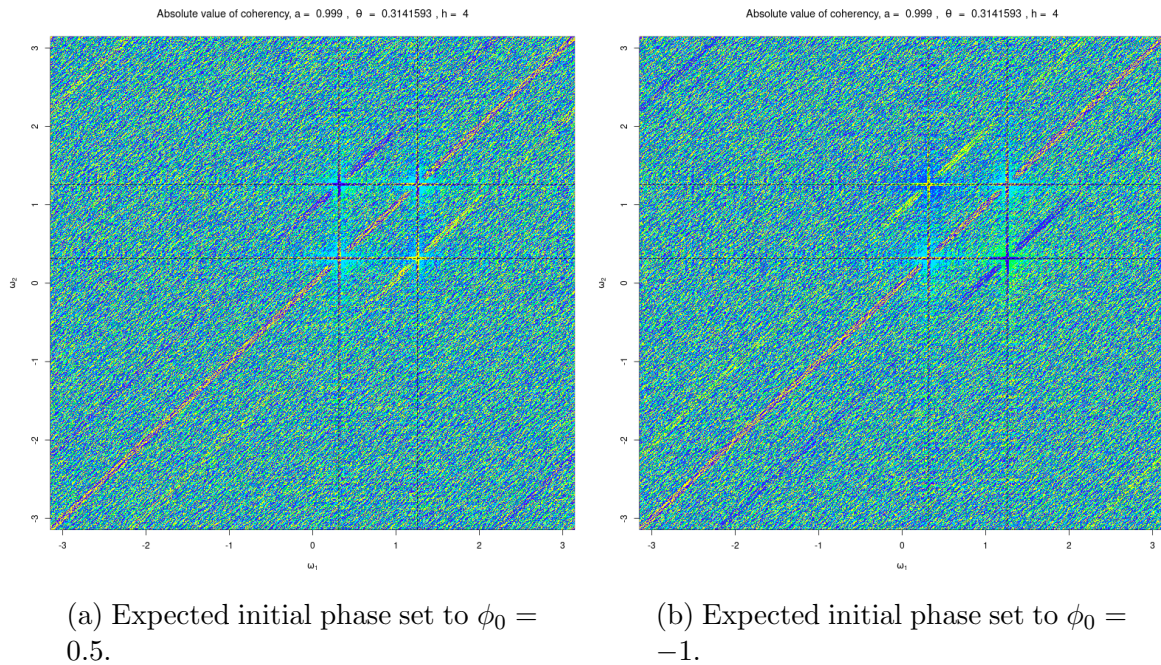 Absolute value of coherency, a = 0.999 , θ = 0.3141593 , h = 4
3
2
1
0
-1
-2
-3
ω2
-3 -2 -1 0 1 2 3
ω1
(a) Expected initial phase set to ϕ0 =
0.5.
Absolute value of coherency, a = 0.999 , θ = 0.3141593 , h = 4
3
2
1
0
-1
-2
-3
ω2
-3 -2 -1 0 1 2 3
ω1
(b) Expected initial phase set to ϕ0 =
−1.